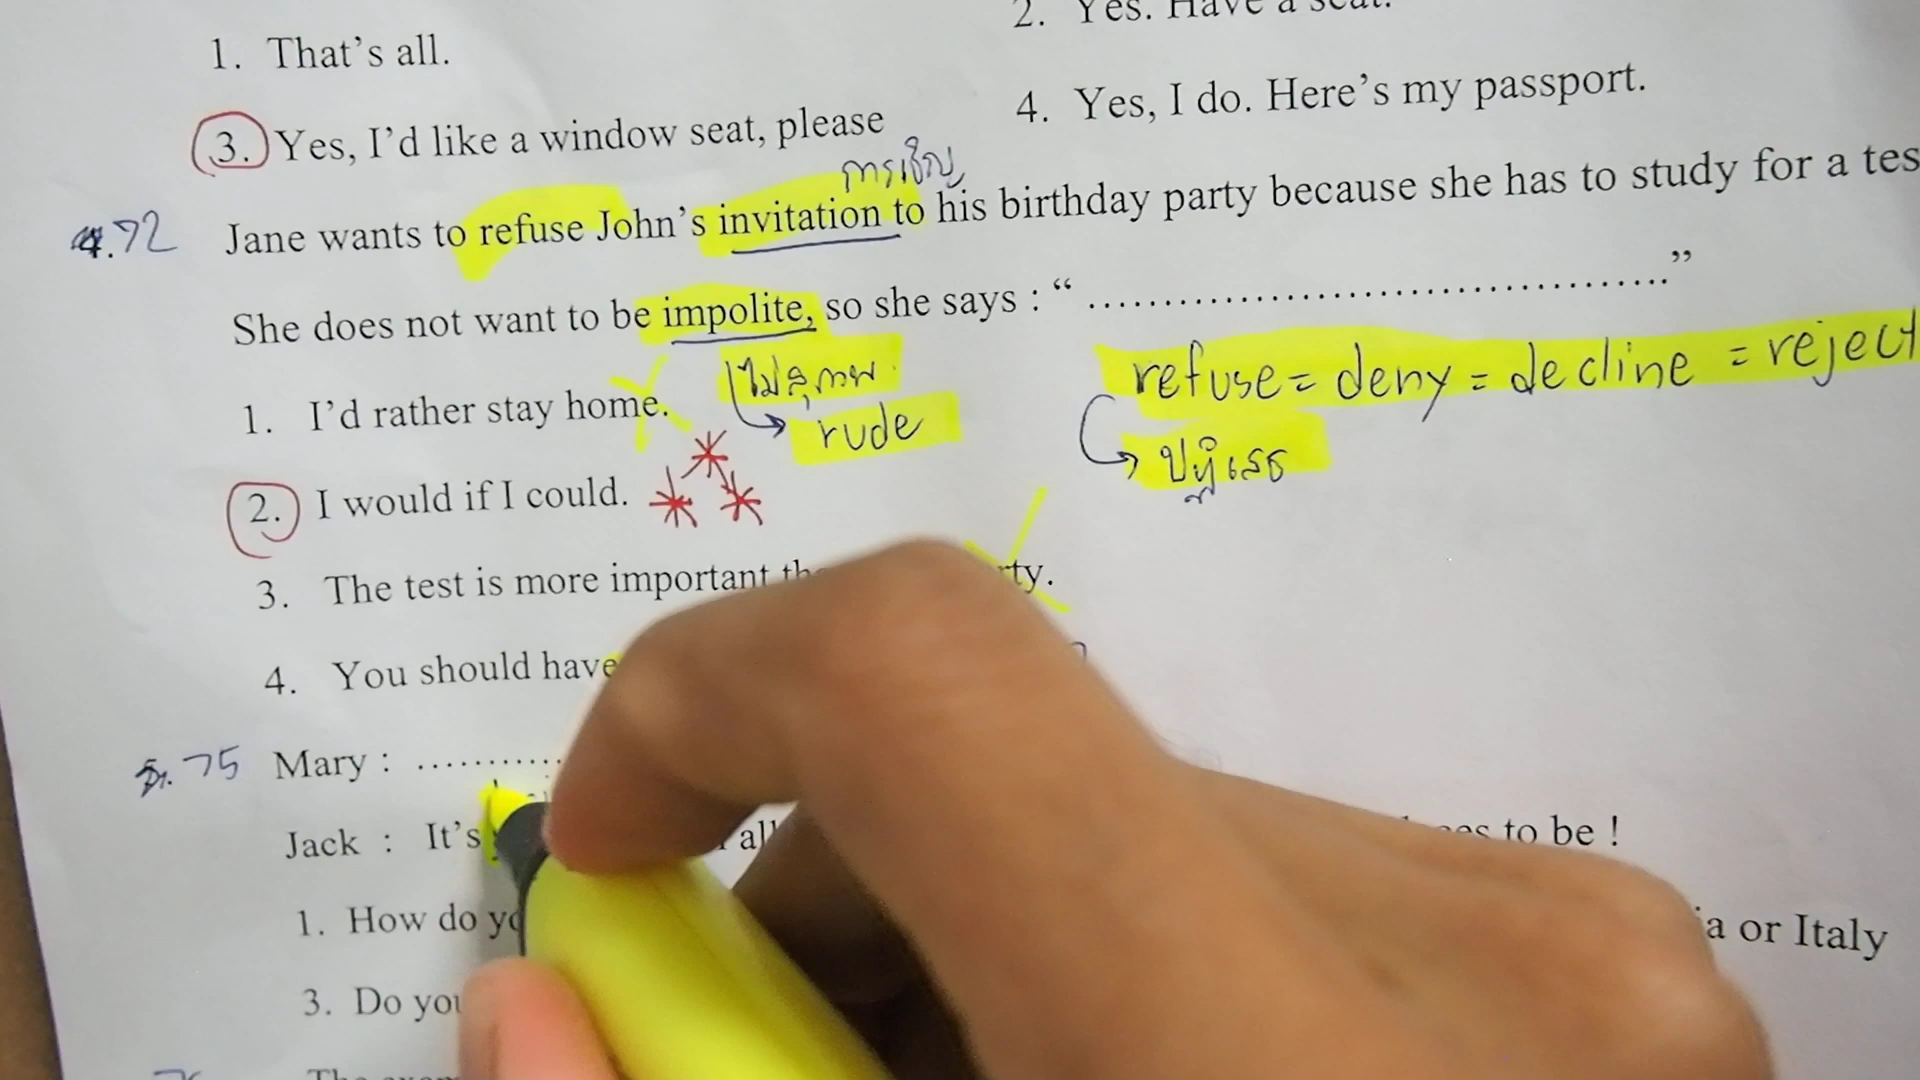 2. Yes. Have a seat.
1. That's all.
4. Yes, I do. Here's my passport.
3. Yes, I'd like a window seat, please
การเชิญ
72 Jane wants to refuse John's invitation to his birthday party because she has to study for a tes
She does not want to be impolite, so she says : “ ........................................”
ไม่สุภาพ
refuse = deny = decline = reject
1. I'd rather stay home.
rude
ปฏิเสธ
2. I would if I could.
3. The test is more important
4. You should have
75 Mary : ............
Jack : It's all to be !
1. How do
ia or Italy
3. Do you